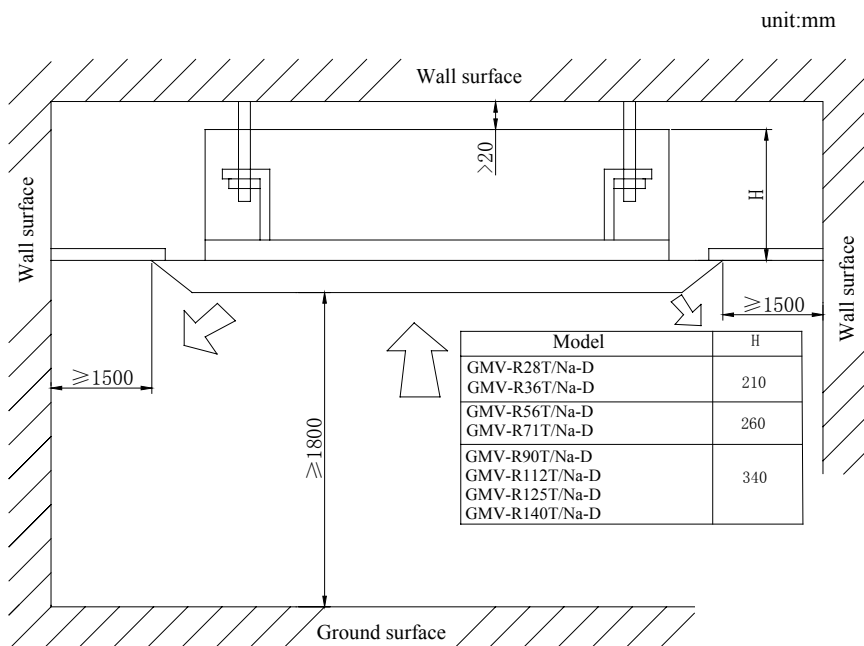 unit:mm
Wall surface
>20
H
Wall surface
Wall surface
≥1500
≥1500
≥1800
Model H
GMV-R28T/Na-D
GMV-R36T/Na-D
210
GMV-R56T/Na-D
GMV-R71T/Na-D
260
GMV-R90T/Na-D
GMV-R112T/Na-D
GMV-R125T/Na-D
GMV-R140T/Na-D
340
Ground surface